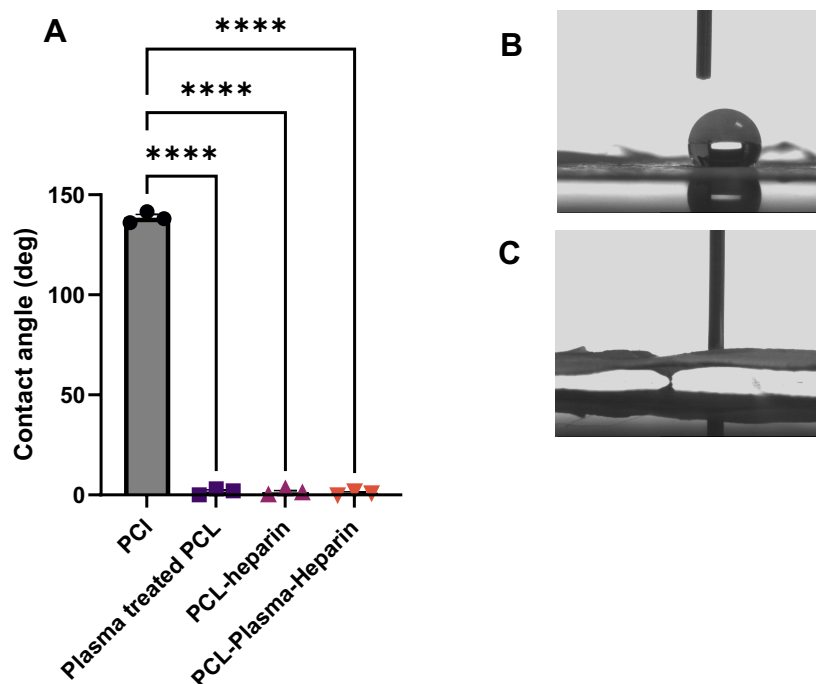 A
B
C
****
****
****
150
100
50
0
Contact angle (deg)
PCl
Plasma treated PCL
PCL-heparin
PCL-Plasma-Heparin